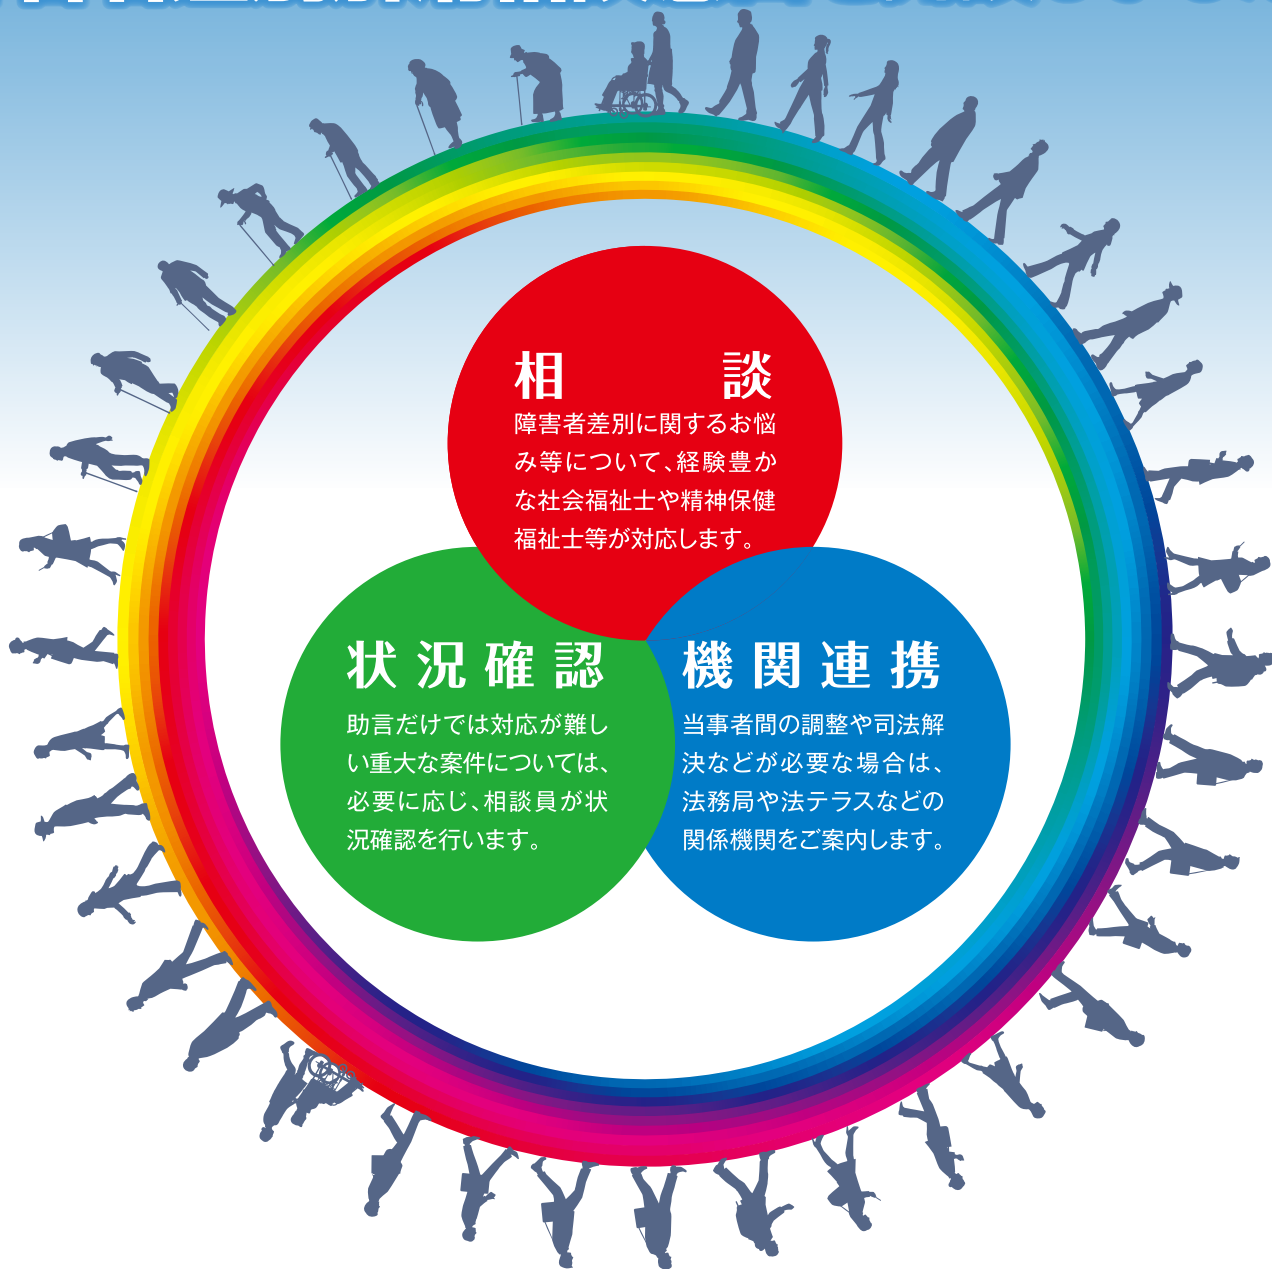 相談
障害者差別に関するお悩
み等について、経験豊か
な社会福祉士や精神保健
福祉士等が対応します。
状況確認
助言だけでは対応が難し
い重大な案件については、
必要に応じ、相談員が状
況確認を行います。
機関連携
当事者間の調整や司法解
決などが必要な場合は、
法務局や法テラスなどの
関係機関をご案内します。